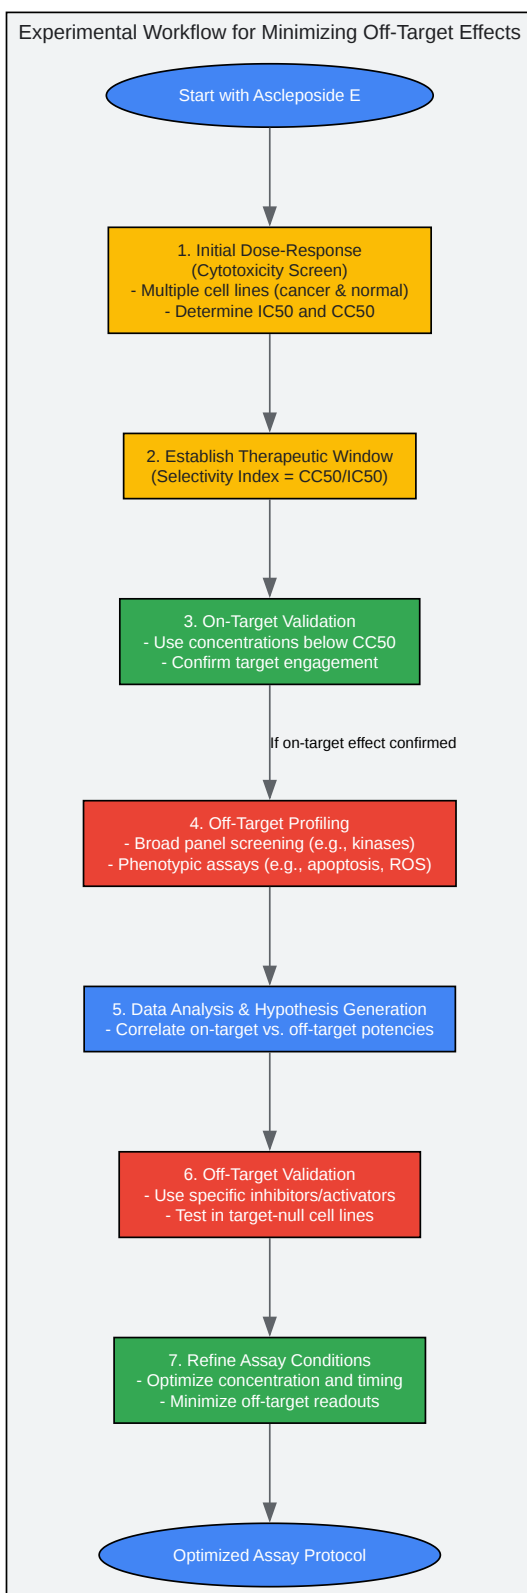 Experimental Workflow for Minimizing Off-Target Effects
Start with Ascleposide E
1. Initial Dose-Response
(Cytotoxicity Screen)
- Multiple cell lines (cancer & normal)
- Determine IC50 and CC50
2. Establish Therapeutic Window
(Selectivity Index = CC50/IC50)
3. On-Target Validation
- Use concentrations below CC50
- Confirm target engagement
If on-target effect confirmed
4. Off-Target Profiling
- Broad panel screening (e.g., kinases)
- Phenotypic assays (e.g., apoptosis, ROS)
5. Data Analysis & Hypothesis Generation
- Correlate on-target vs. off-target potencies
6. Off-Target Validation
- Use specific inhibitors/activators
- Test in target-null cell lines
7. Refine Assay Conditions
- Optimize concentration and timing
- Minimize off-target readouts
Optimized Assay Protocol